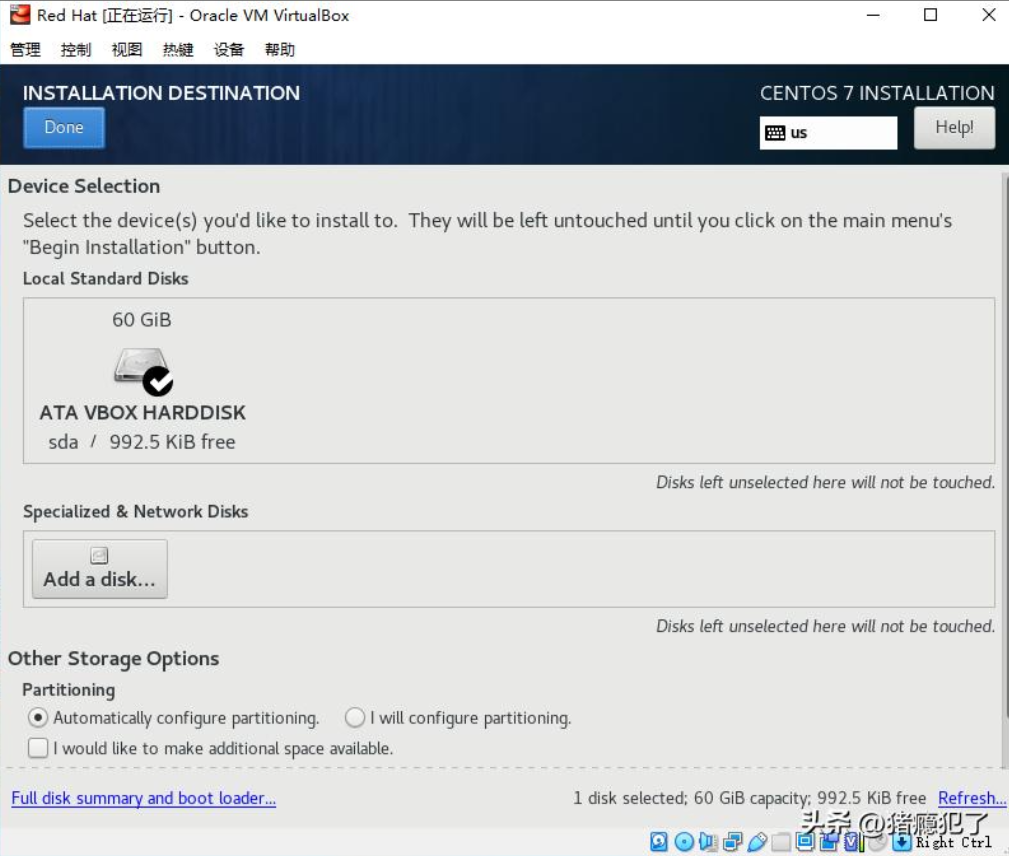 Red Hat [正在运行] - Oracle VM VirtualBox
管理 控制 视图 热键 设备 帮助
INSTALLATION DESTINATION
CENTOS 7 INSTALLATION
Done
us
Help!
Device Selection
Select the device(s) you'd like to install to. They will be left untouched until you click on the main menu's
"Begin Installation" button.
Local Standard Disks
60 GiB
ATA VBOX HARDDISK
sda / 992.5 KiB free
Disks left unselected here will not be touched.
Specialized & Network Disks
Add a disk...
Disks left unselected here will not be touched.
Other Storage Options
Partitioning
Automatically configure partitioning. I will configure partitioning.
I would like to make additional space available.
Full disk summary and boot loader...
1 disk selected; 60 GiB capacity; 992.5 KiB free Refresh...
头条 @猪瘾犯了
Right Ctrl